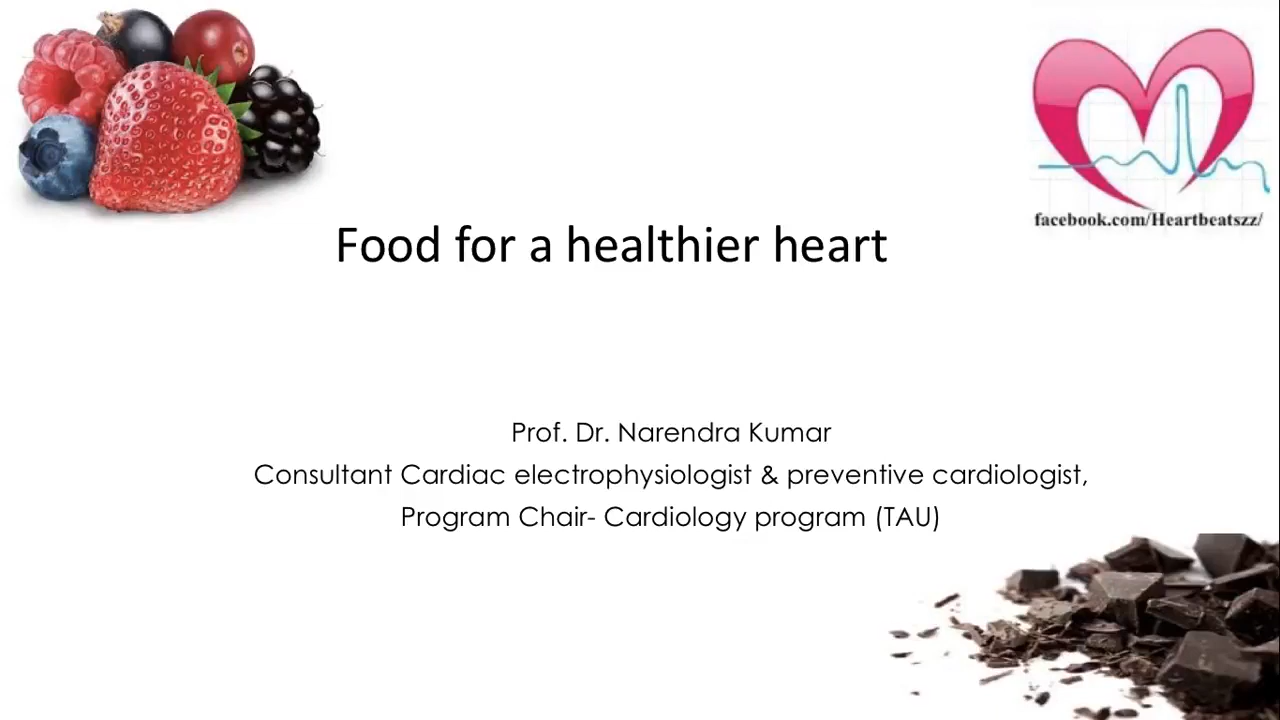 facebook.com/Heartbeatszz/
Food for a healthier heart
Prof. Dr. Narendra Kumar
Consultant Cardiac electrophysiologist & preventive cardiologist,
Program Chair- Cardiology program (TAU)